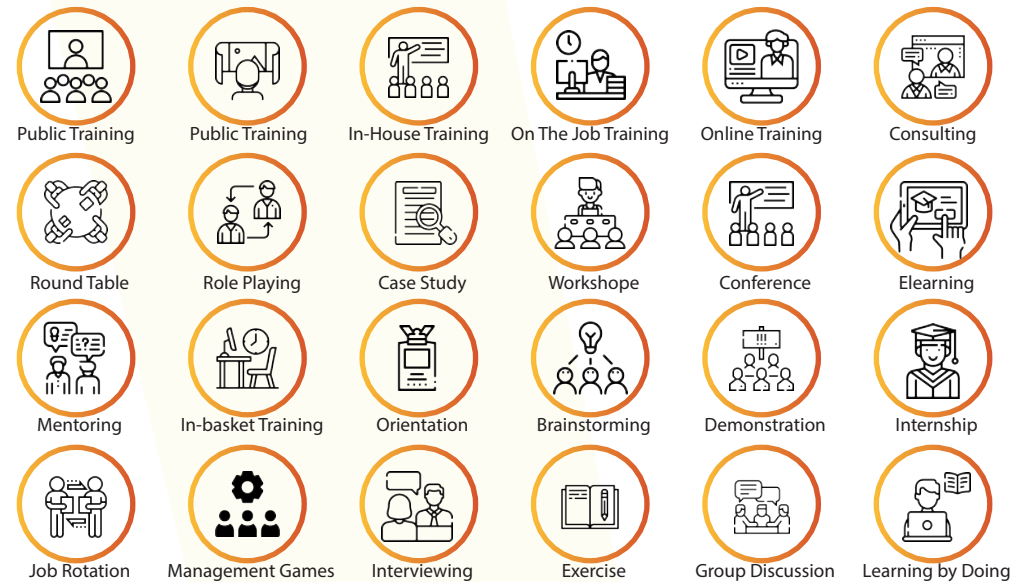 Public Training
Public Training
In-House Training
On The Job Training
Online Training
Consulting
Round Table
Role Playing
Case Study
Workshope
Conference
Elearning
Mentoring
In-basket Training
Orientation
Brainstorming
Demonstration
Internship
Job Rotation
Management Games
Interviewing
Exercise
Group Discussion
Learning by Doing